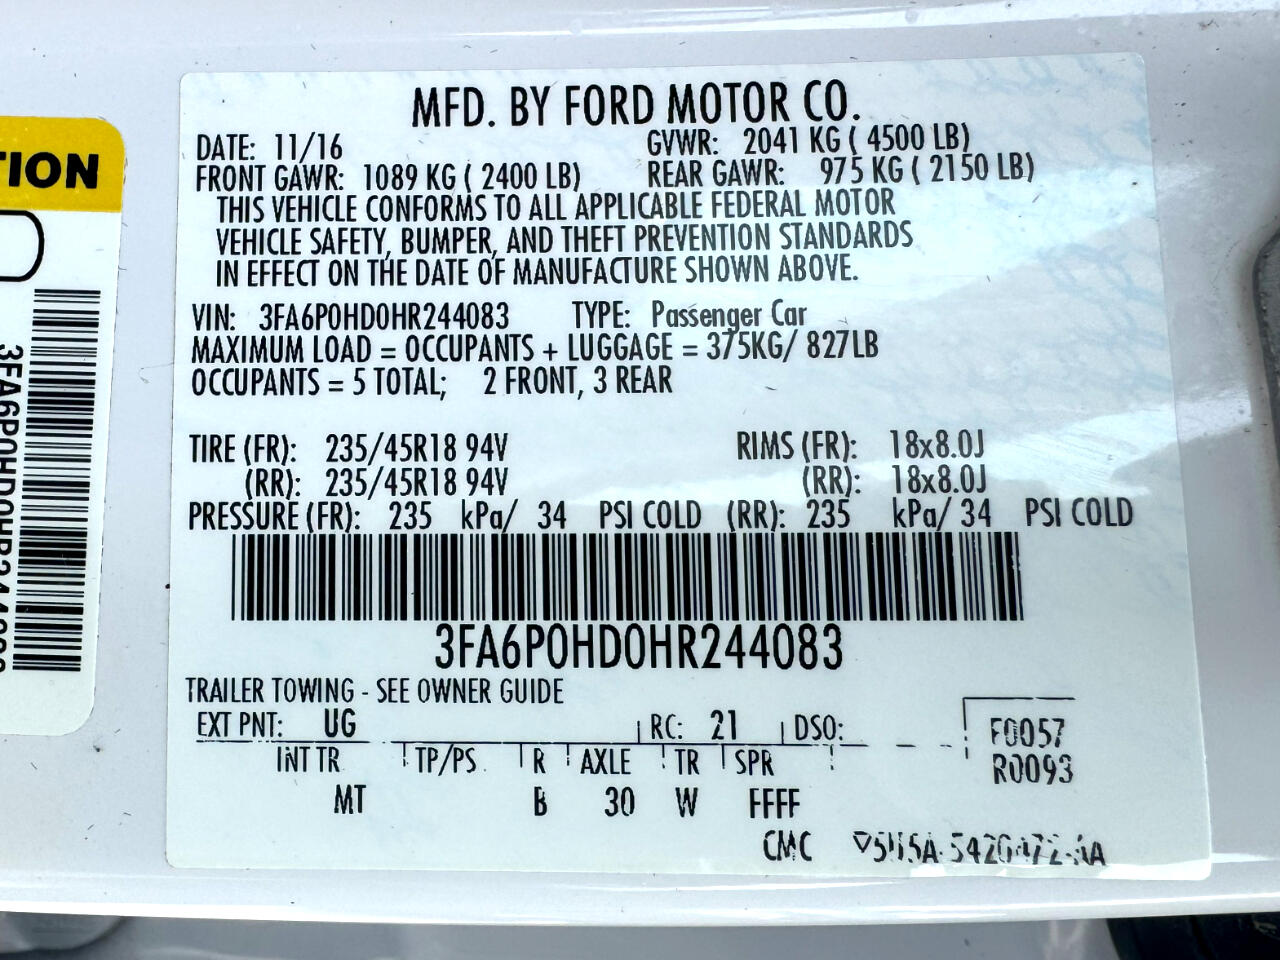 TION
3FA6P0HD0HR244083
MFD. BY FORD MOTOR CO.
DATE: 11/16 GVWR: 2041 KG ( 4500 LB)
FRONT GAWR: 1089 KG ( 2400 LB) REAR GAWR: 975 KG ( 2150 LB)
THIS VEHICLE CONFORMS TO ALL APPLICABLE FEDERAL MOTOR
VEHICLE SAFETY, BUMPER, AND THEFT PREVENTION STANDARDS
IN EFFECT ON THE DATE OF MANUFACTURE SHOWN ABOVE.
VIN: 3FA6P0HD0HR244083 TYPE: Passenger Car
MAXIMUM LOAD = OCCUPANTS + LUGGAGE = 375KG/ 827LB
OCCUPANTS = 5 TOTAL; 2 FRONT, 3 REAR
TIRE (FR): 235/45R18 94V RIMS (FR): 18x8.0J
(RR): 235/45R18 94V (RR): 18x8.0J
PRESSURE (FR): 235 kPa/ 34 PSI COLD (RR): 235 kPa/ 34 PSI COLD
3FA6P0HD0HR244083
TRAILER TOWING - SEE OWNER GUIDE
EXT PNT: UG RC: 21 DSO: F0057
INT TR TP/PS R AXLE TR SPR R0093
MT B 30 W FFFF
CMC